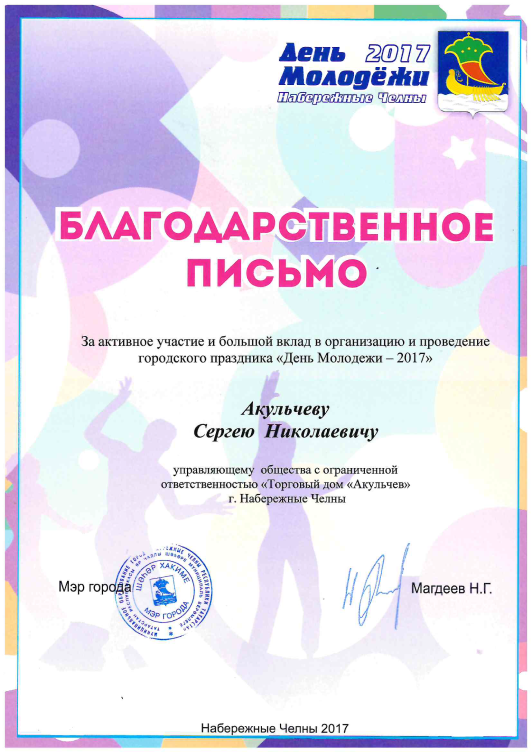 День 2017
Молодёжи
Набережные Челны
БЛАГОДАРСТВЕННОЕ
ПИСЬМО
За активное участие и большой вклад в организацию и проведение
городского праздника «День Молодежи – 2017»
Акульчеву
Сергею Николаевичу
управляющему общества с ограниченной
ответственностью «Торговый дом «Акульчев»
г. Набережные Челны
Мэр города
ШӘҺӘР ХАКИМЕ
МЭР ГОРОДА
Магдеев Н.Г.
Набережные Челны 2017